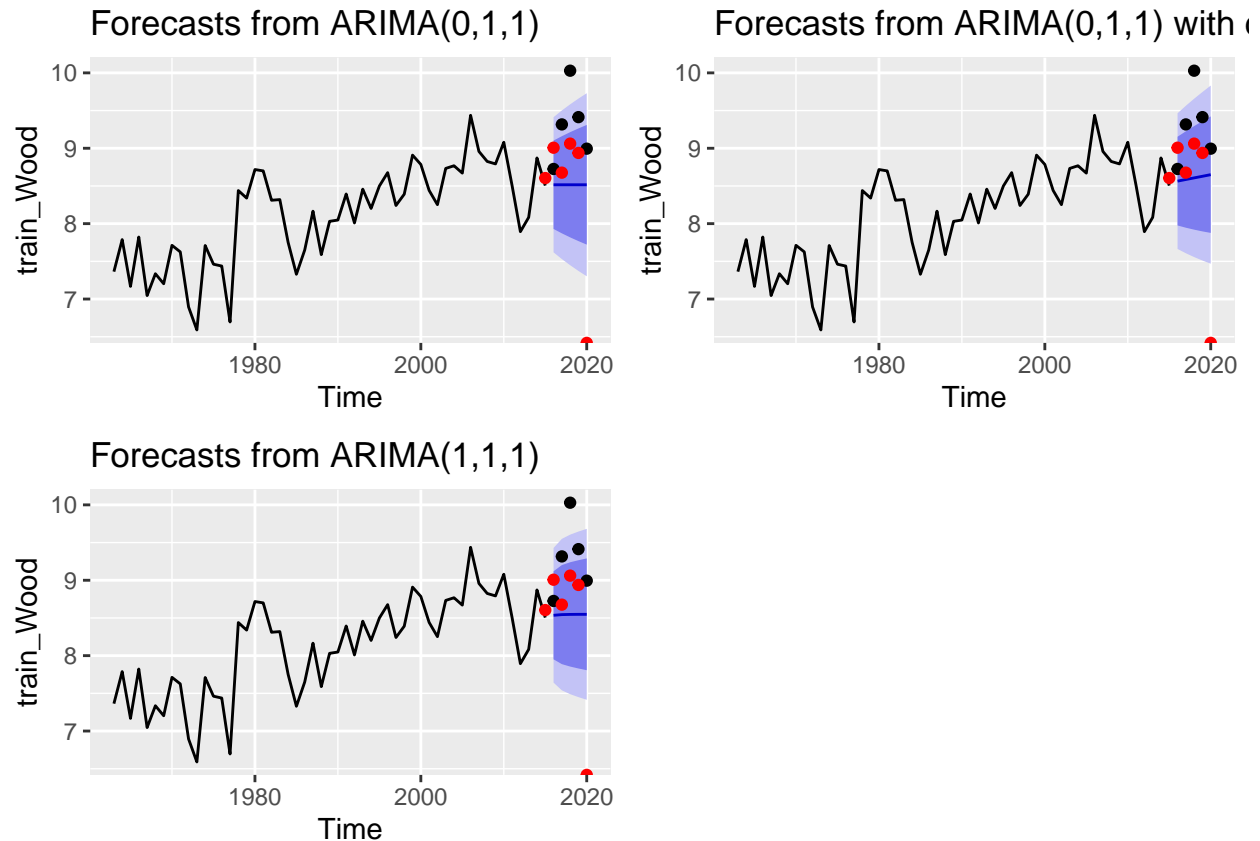 Forecasts from ARIMA(0,1,1)
train_Wood
10
9
8
7
1980
2000
2020
Time
Forecasts from ARIMA(0,1,1) with
train_Wood
10
9
8
7
1980
2000
2020
Time
Forecasts from ARIMA(1,1,1)
train_Wood
10
9
8
7
1980
2000
2020
Time